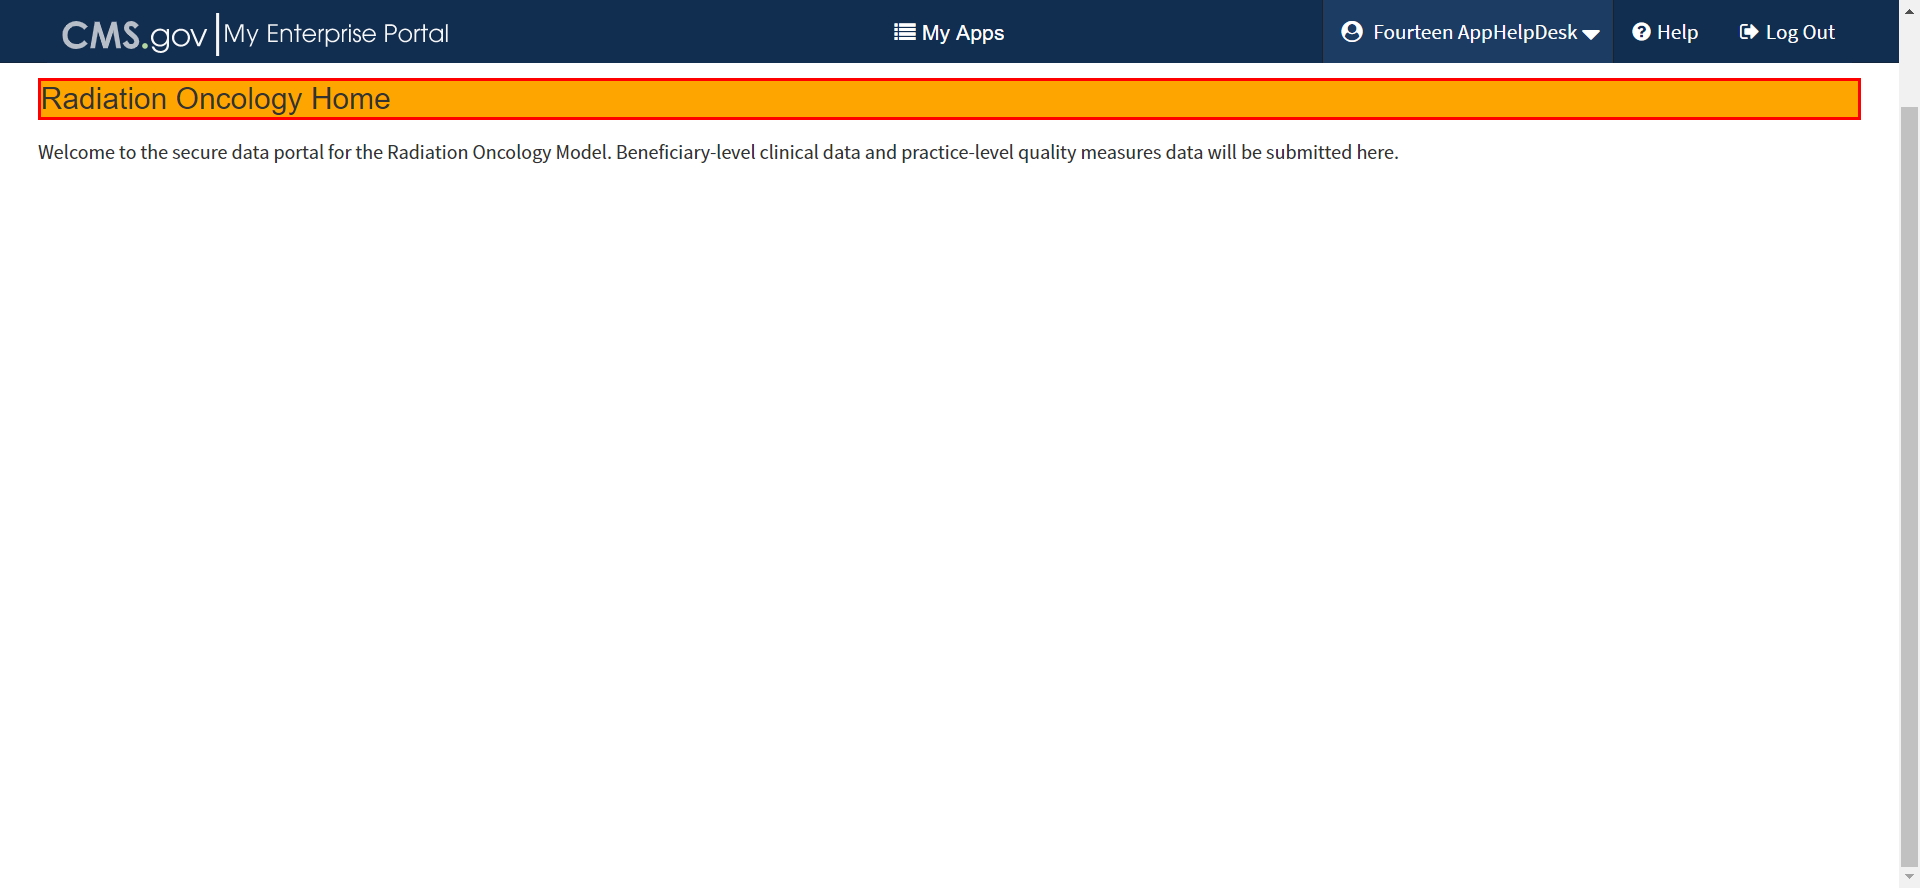 CMS.gov My Enterprise Portal My Apps Fourteen AppHelpDesk Help Log Out
Radiation Oncology Home
Welcome to the secure data portal for the Radiation Oncology Model. Beneficiary-level clinical data and practice-level quality measures data will be submitted here.